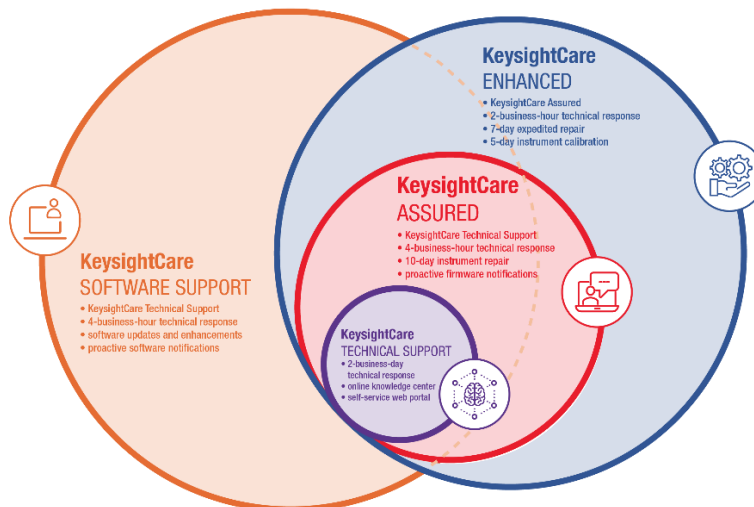 KeysightCare
ENHANCED
• KeysightCare Assured
• 2-business-hour technical response
• 7-day expedited repair
• 5-day instrument calibration
KeysightCare
ASSURED
• KeysightCare Technical Support
• 4-business-hour technical response
• 10-day instrument repair
• proactive firmware notifications
KeysightCare
SOFTWARE SUPPORT
• KeysightCare Technical Support
• 4-business-hour technical response
• software updates and enhancements
• proactive software notifications
KeysightCare
TECHNICAL SUPPORT
• 2-business-day
technical response
• online knowledge center
• self-service web portal